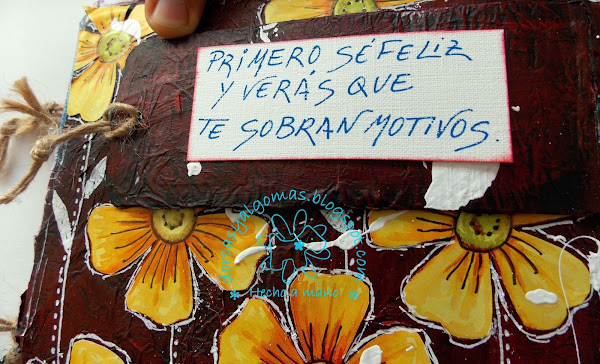 PRIMERO SÉ FELIZ
Y VERÁS QUE
TE SOBRAN MOTIVOS.
* Hecho a mano *